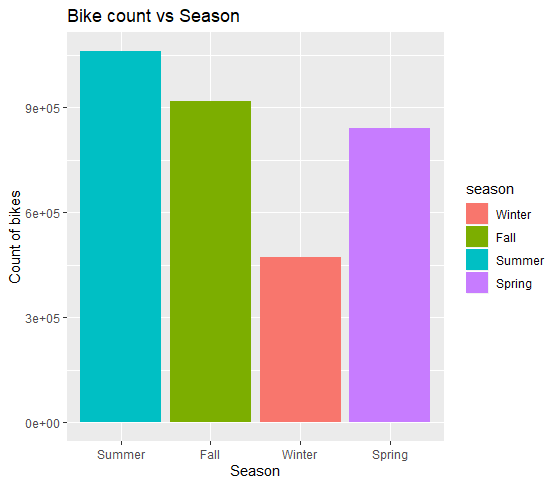 Bike count vs Season
Count of bikes
9e+05
6e+05
3e+05
0e+00
Summer
Fall
Winter
Spring
Season
season
Winter
Fall
Summer
Spring